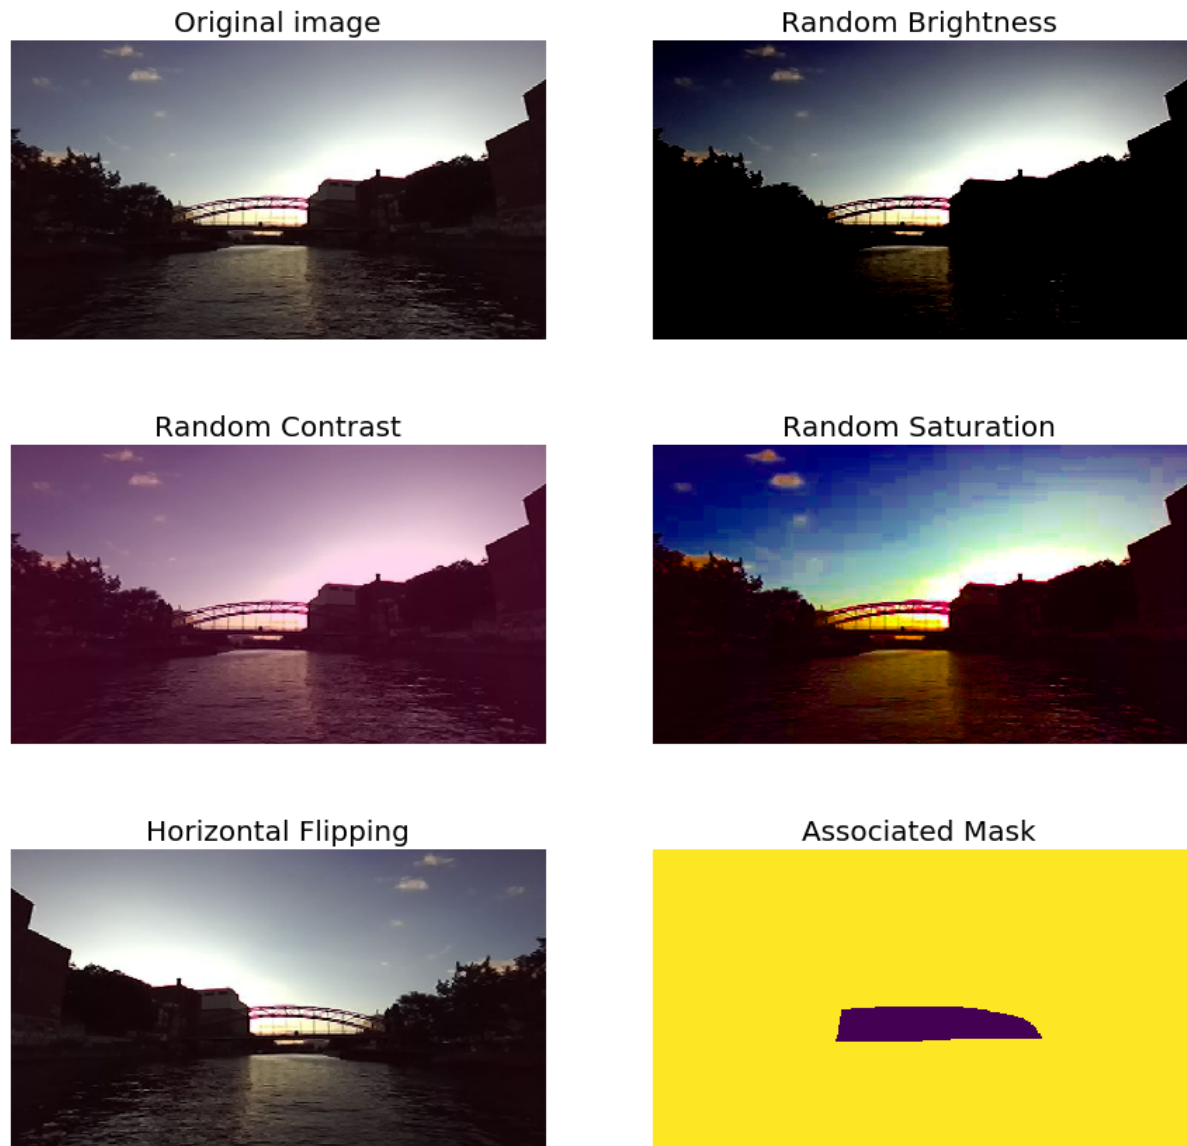 Original image
Random Brightness
Random Contrast
Random Saturation
Horizontal Flipping
Associated Mask